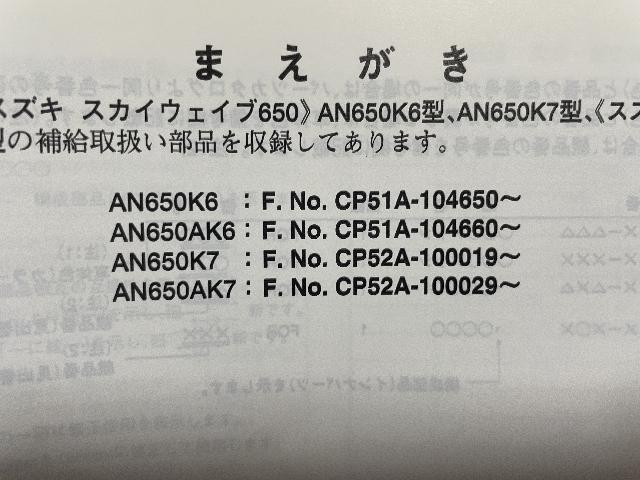 まえがき
スズキ スカイウェイブ650》AN650K6型、AN650K7型、《スズ
型の補給取扱い部品を収録してあります。
AN650K6 : F. No. CP51A-104650～
AN650AK6 : F. No. CP51A-104660～
AN650K7 : F. No. CP52A-100019～
AN650AK7 : F. No. CP52A-100029～